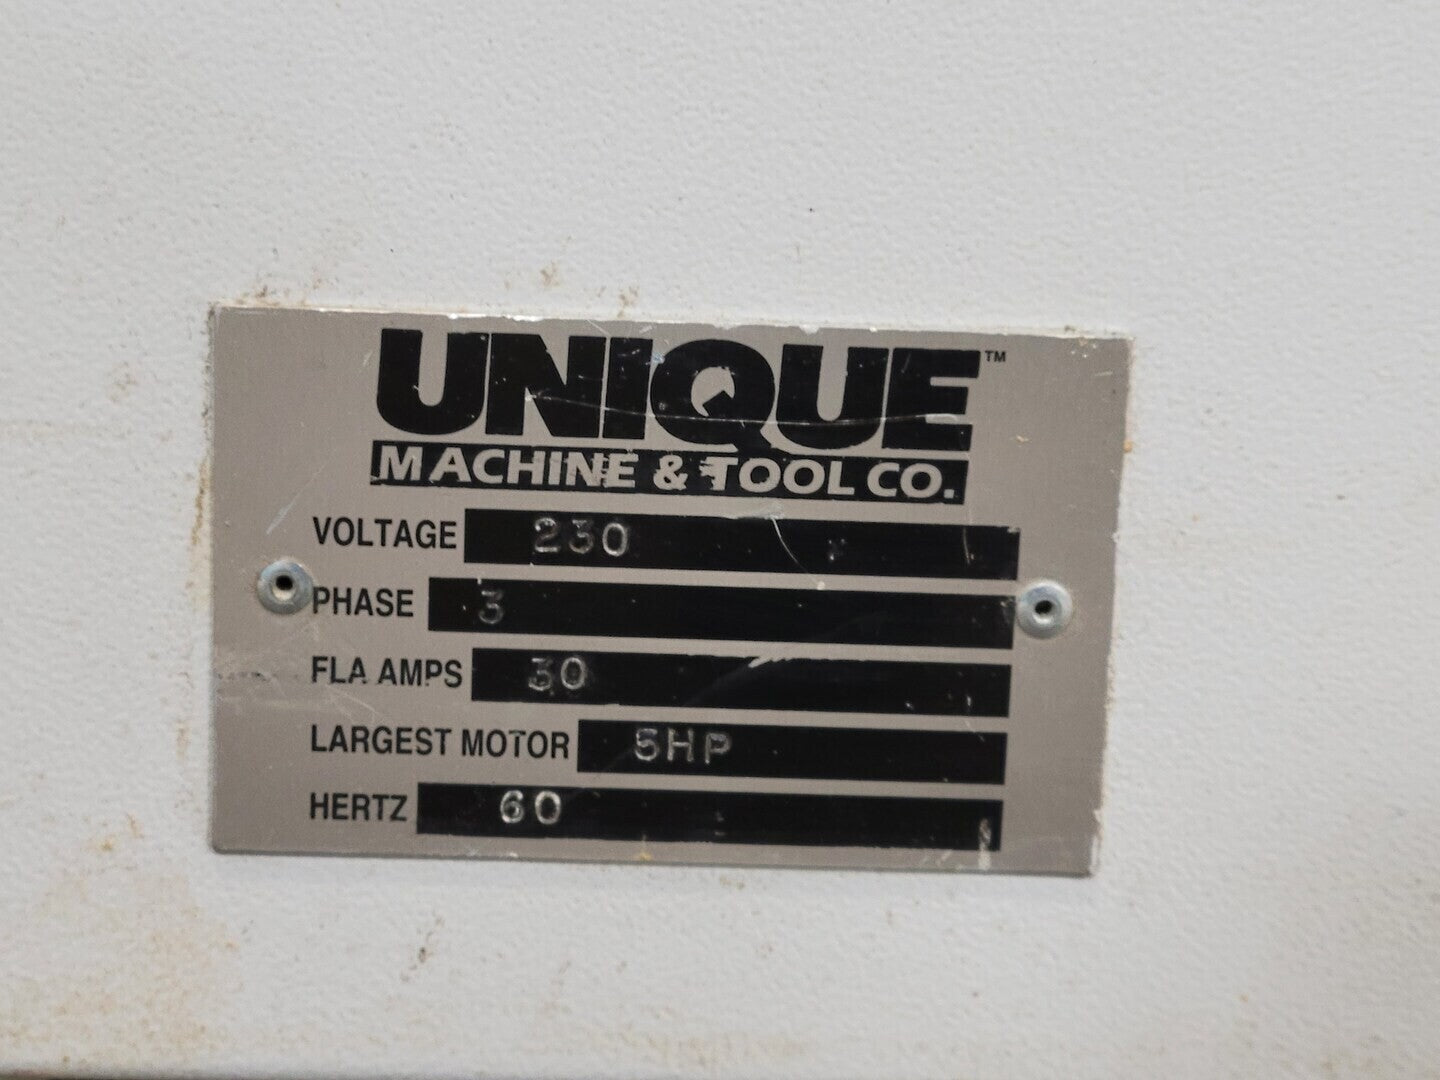 UNIQUE™
MACHINE & TOOL CO.
VOLTAGE 230
PHASE 3
FLA AMPS 30
LARGEST MOTOR 5HP
HERTZ 60